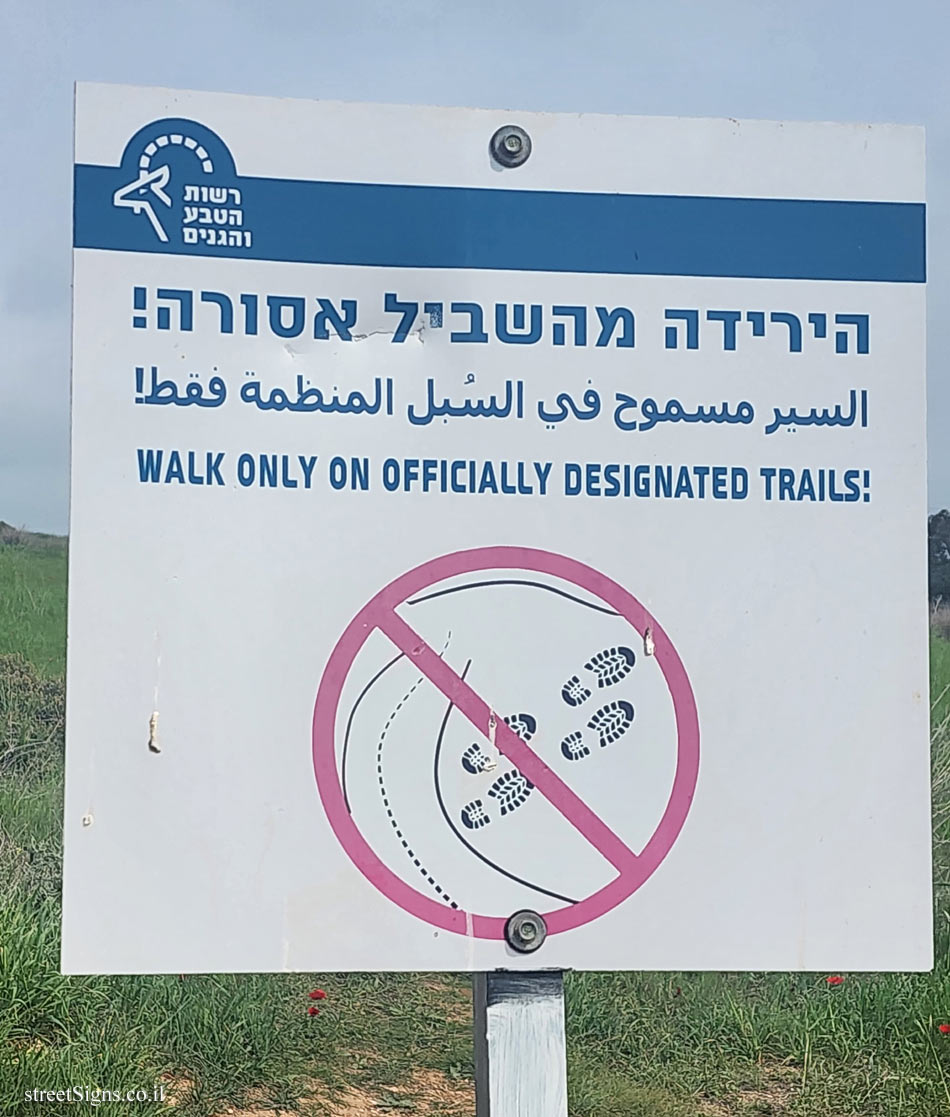 רשות
הטבע
והגנים
הירידה מהשביל אסורה!
السير مسموح في السُبل المنظمة فقط!
WALK ONLY ON OFFICIALLY DESIGNATED TRAILS!
streetSigns.co.il